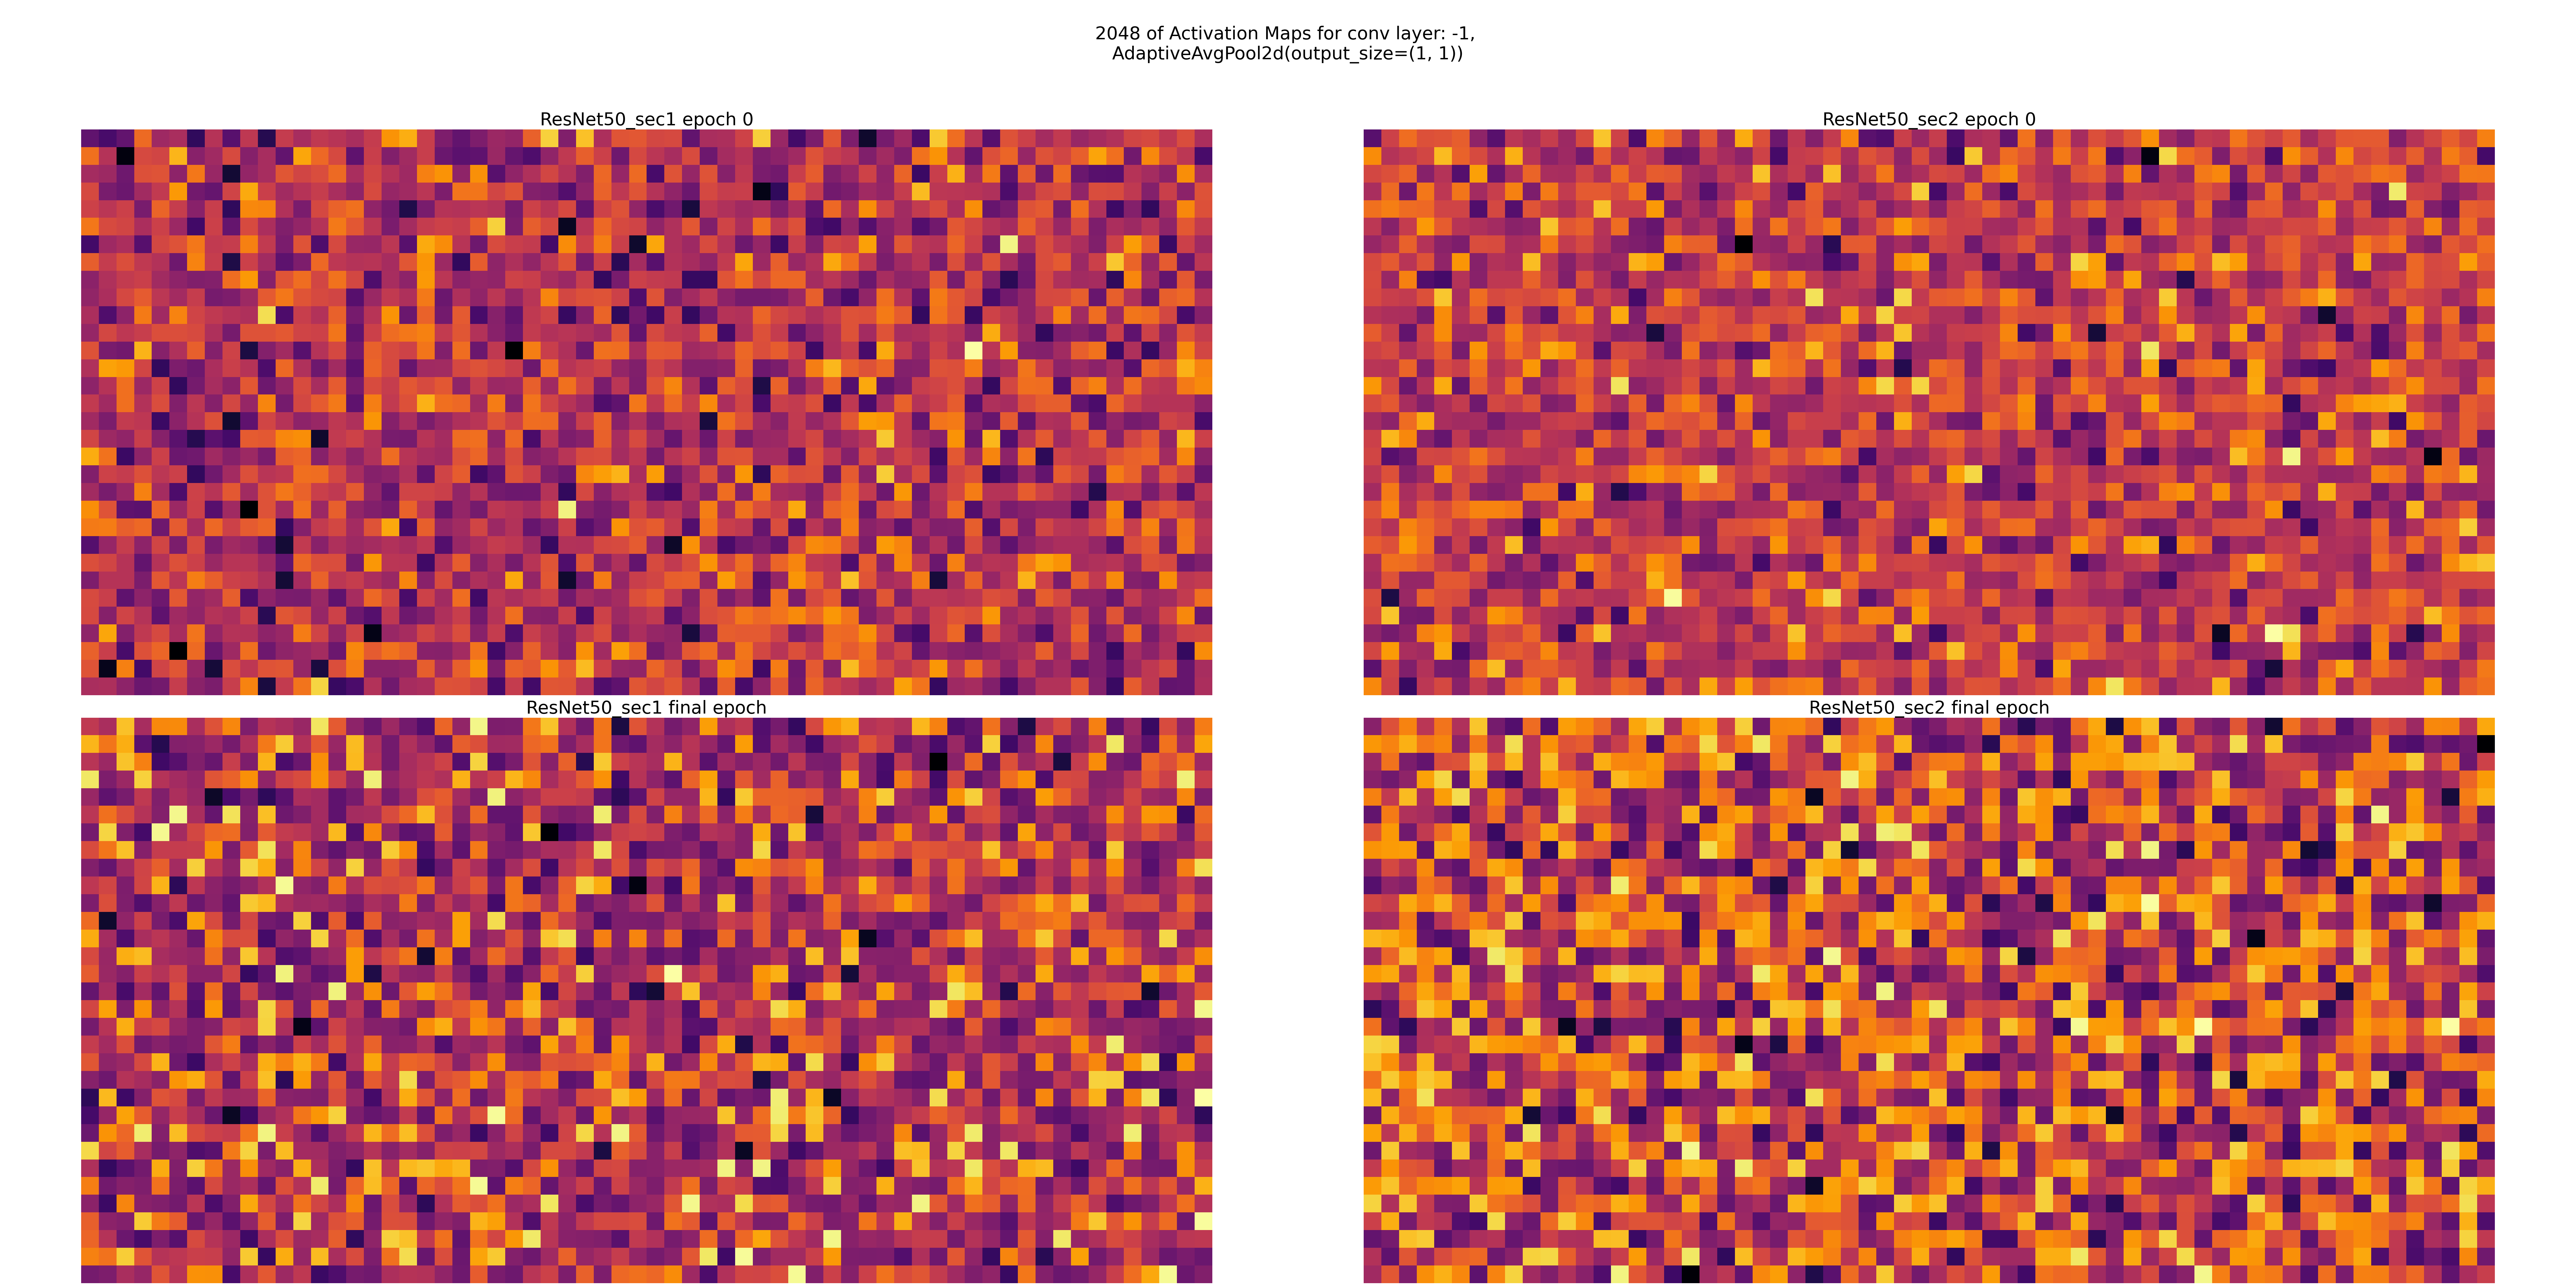 2048 of Activation Maps for conv layer: -1,
AdaptiveAvgPool2d(output_size=(1, 1))
ResNet50_sec1 epoch 0
ResNet50_sec2 epoch 0
ResNet50_sec1 final epoch
ResNet50_sec2 final epoch